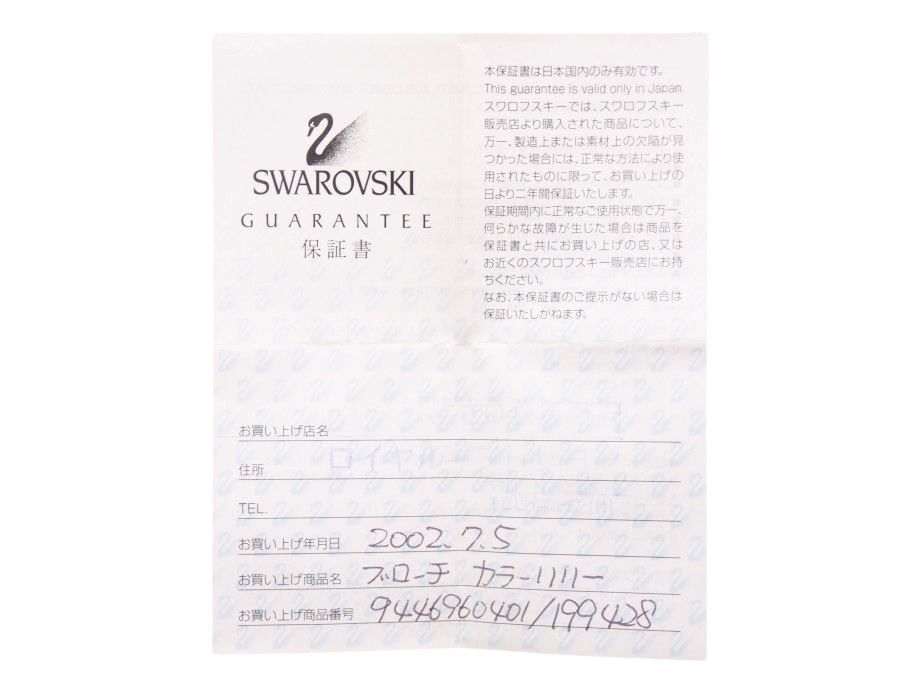 SWAROVSKI
GUARANTEE
保証書
本保証書は日本国内のみ有効です。
This guarantee is valid only in Japan.
スワロフスキーでは、スワロフスキー
販売店より購入された商品について、
万一、製造上または素材上の欠陥が見
つかった場合には、正常な方法により使
用されたものに限って、お買い上げの
日より二年間保証いたします。
保証期間内に正常なご使用状態で万一、
何らかな故障が生じた場合は商品を
保証書と共にお買い上げの店、又は
お近くのスワロフスキー販売店にお持
ちください。
なお、本保証書のご提示がない場合は
保証いたしかねます。
お買い上げ店名
住所 ロイヤル
TEL.
お買い上げ年月日 2002.7.5
お買い上げ商品名 ブローチ カラーリリー
お買い上げ商品番号 9446960401/199428